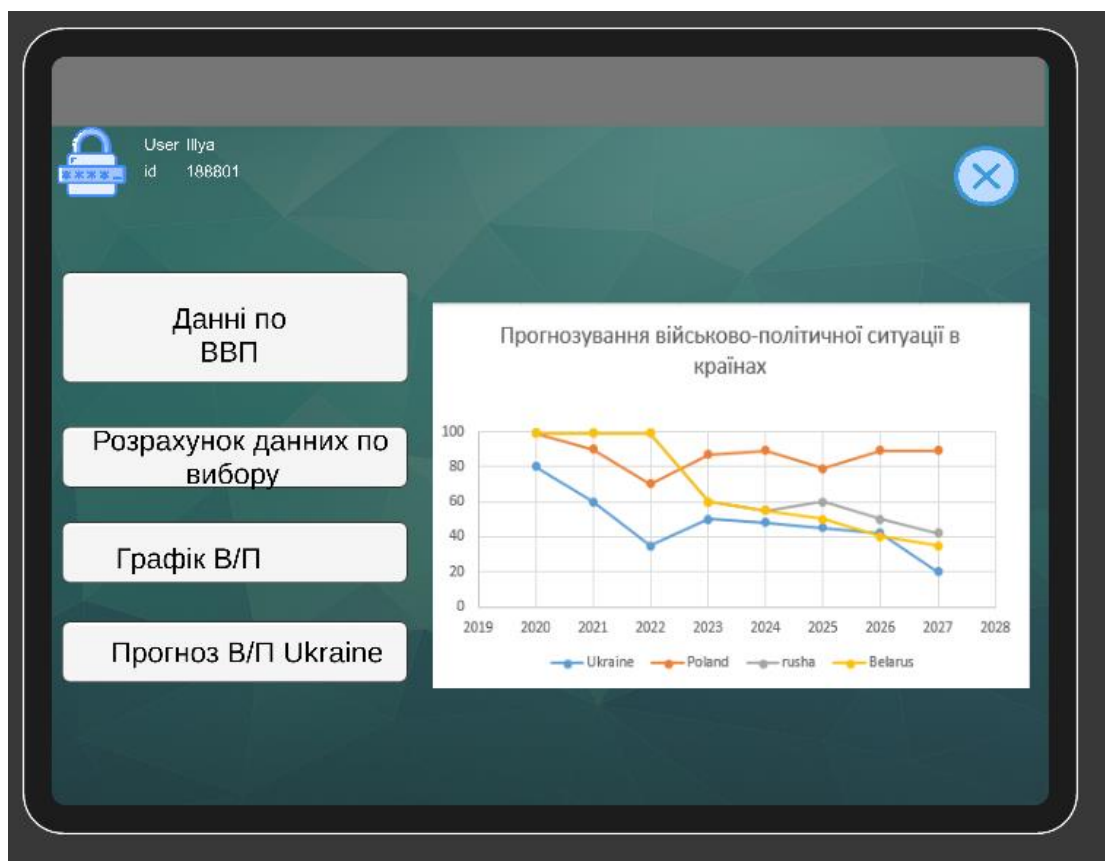 User Illya
id 188801
Данні по
ВВП
Розрахунок данних по
вибору
Графік В/П
Прогноз В/П Ukraine
Прогнозування військово-політичної ситуації в
країнах
100
80
60
40
20
0
2019 2020 2021 2022 2023 2024 2025 2026 2027 2028
Ukraine Poland rusha Belarus